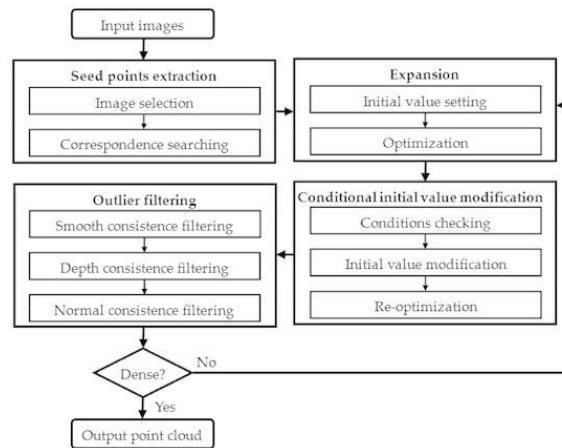 Input images
Seed points extraction
Image selection
Correspondence searching
Expansion
Initial value setting
Optimization
Conditional initial value modification
Conditions checking
Initial value modification
Re-optimization
Outlier filtering
Smooth consistence filtering
Depth consistence filtering
Normal consistence filtering
Dense?
No
Yes
Output point cloud